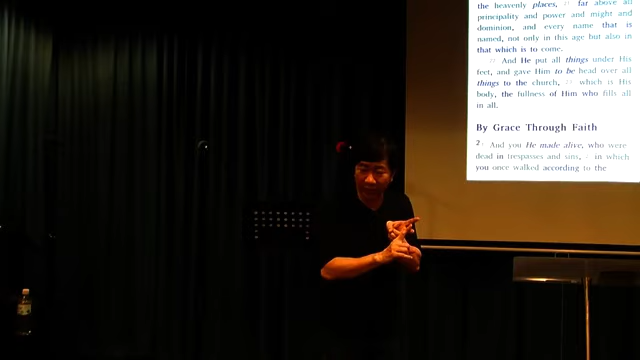 the heavenly places, 21 far above all
principality and power and might and
dominion, and every name that is
named, not only in this age but also in
that which is to come.
22 And He put all things under His
feet, and gave Him to be head over all
things to the church, 23 which is His
body, the fullness of Him who fills all
in all.
By Grace Through Faith
2 And you He made alive, who were
dead in trespasses and sins, 2 in which
you once walked according to the